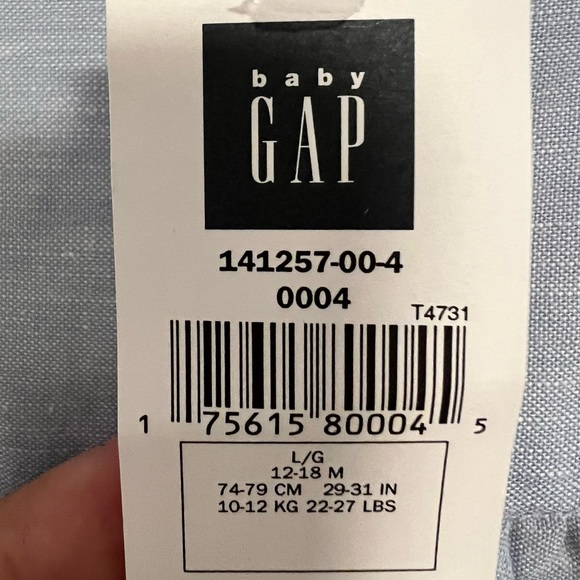 baby
GAP
141257-00-4
0004
T4731
1 75615 80004 5
L/G
12-18 M
74-79 CM 29-31 IN
10-12 KG 22-27 LBS